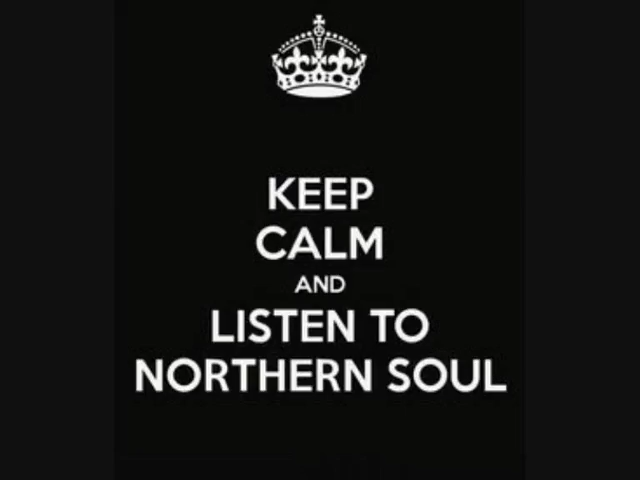 KEEP
CALM
AND
LISTEN TO
NORTHERN SOUL